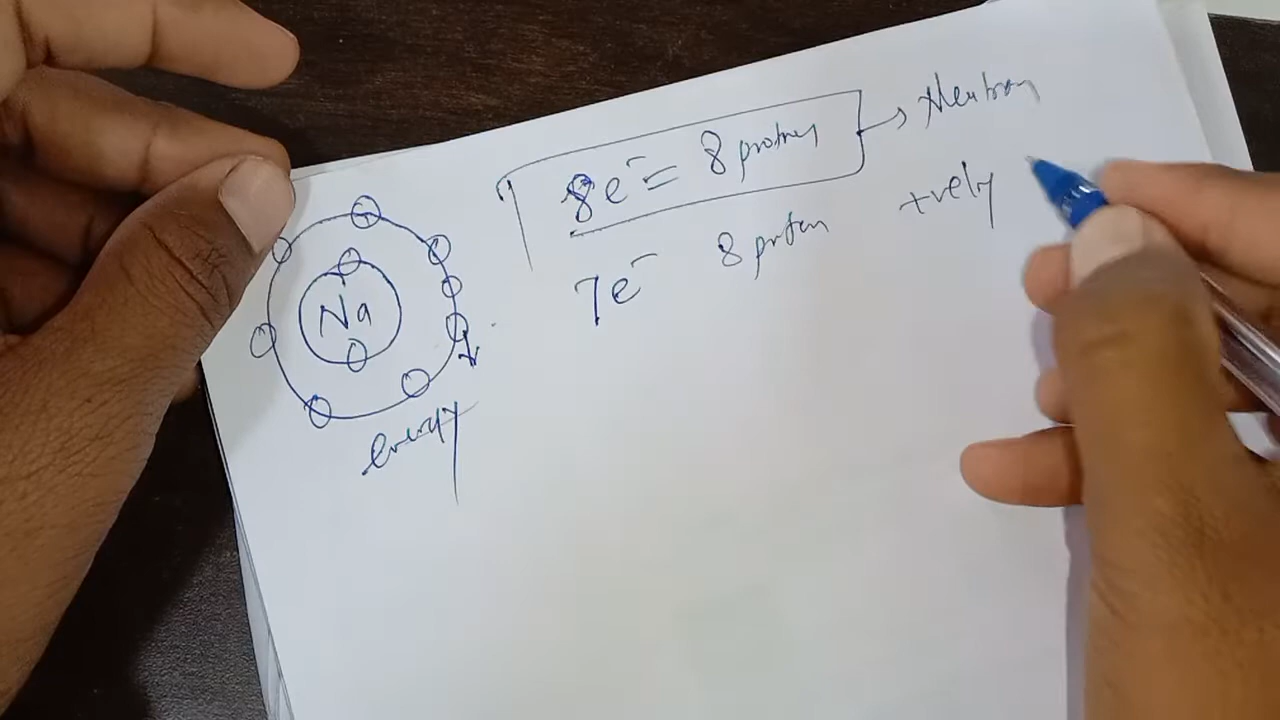 8e⁻ = 8 protons → Neutron
7e⁻ 8 proton +vely
Na
energy